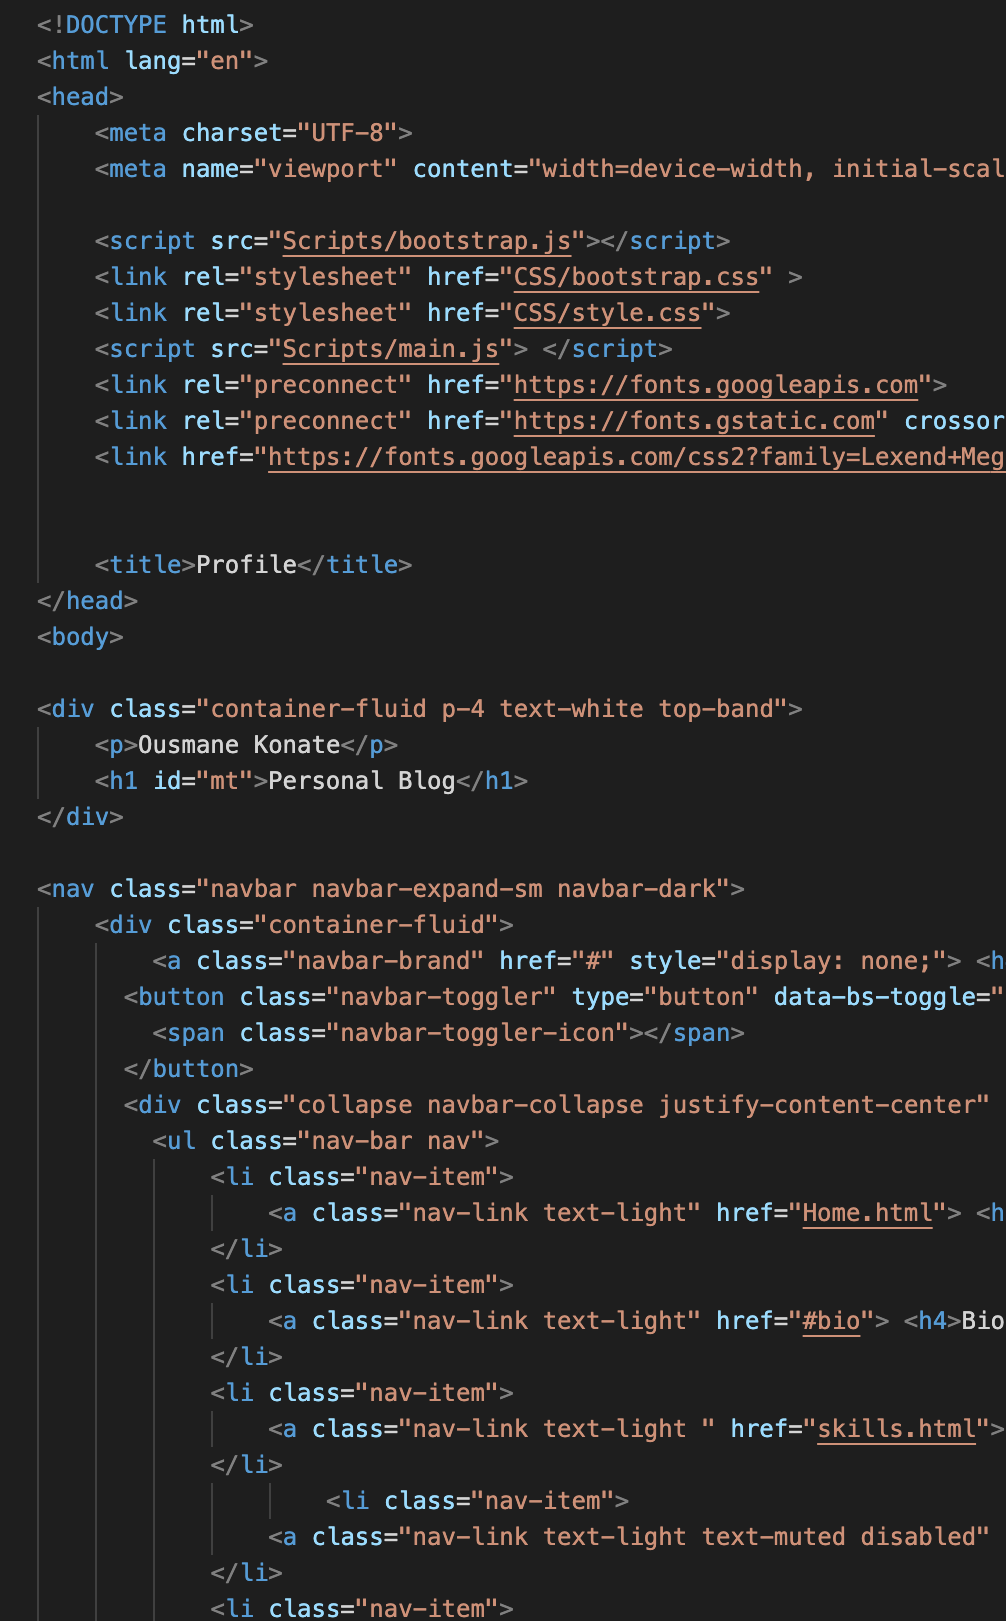 <!DOCTYPE html>
<html lang="en">
<head>
<meta charset="UTF-8">
<meta name="viewport" content="width=device-width, initial-scal
<script src="Scripts/bootstrap.js"></script>
<link rel="stylesheet" href="CSS/bootstrap.css" >
<link rel="stylesheet" href="CSS/style.css">
<script src="Scripts/main.js"> </script>
<link rel="preconnect" href="https://fonts.googleapis.com">
<link rel="preconnect" href="https://fonts.gstatic.com" crossor
<link href="https://fonts.googleapis.com/css2?family=Lexend+Meg
<title>Profile</title>
</head>
<body>
<div class="container-fluid p-4 text-white top-band">
<p>Ousmane Konate</p>
<h1 id="mt">Personal Blog</h1>
</div>
<nav class="navbar navbar-expand-sm navbar-dark">
<div class="container-fluid">
<a class="navbar-brand" href="#" style="display: none;"> <h
<button class="navbar-toggler" type="button" data-bs-toggle="
<span class="navbar-toggler-icon"></span>
</button>
<div class="collapse navbar-collapse justify-content-center"
<ul class="nav-bar nav">
<li class="nav-item">
<a class="nav-link text-light" href="Home.html"> <h
</li>
<li class="nav-item">
<a class="nav-link text-light" href="#bio"> <h4>Bio
</li>
<li class="nav-item">
<a class="nav-link text-light " href="skills.html">
</li>
<li class="nav-item">
<a class="nav-link text-light text-muted disabled"
</li>
<li class="nav-item">